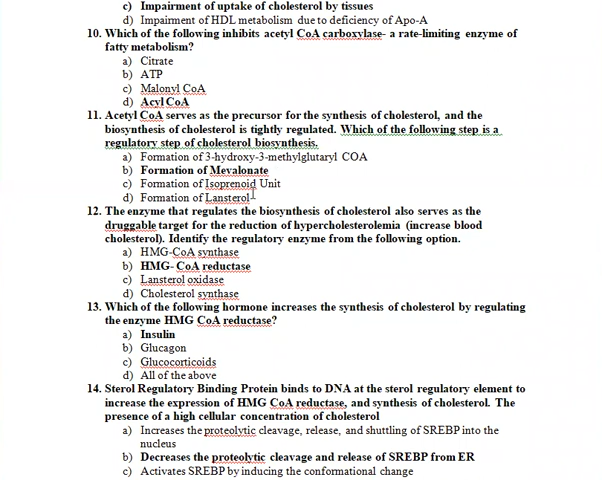 c) Impairment of uptake of cholesterol by tissues
d) Impairment of HDL metabolism due to deficiency of Apo-A
10. Which of the following inhibits acetyl CoA carboxylase- a rate-limiting enzyme of
fatty metabolism?
a) Citrate
b) ATP
c) Malonyl CoA
d) Acyl CoA
11. Acetyl CoA serves as the precursor for the synthesis of cholesterol, and the
biosynthesis of cholesterol is tightly regulated. Which of the following step is a
regulatory step of cholesterol biosynthesis.
a) Formation of 3-hydroxy-3-methylglutaryl COA
b) Formation of Mevalonate
c) Formation of Isoprenoid Unit
d) Formation of Lansterol
12. The enzyme that regulates the biosynthesis of cholesterol also serves as the
druggable target for the reduction of hypercholesterolemia (increase blood
cholesterol). Identify the regulatory enzyme from the following option.
a) HMG-CoA synthase
b) HMG- CoA reductase
c) Lansterol oxidase
d) Cholesterol synthase
13. Which of the following hormone increases the synthesis of cholesterol by regulating
the enzyme HMG CoA reductase?
a) Insulin
b) Glucagon
c) Glucocorticoids
d) All of the above
14. Sterol Regulatory Binding Protein binds to DNA at the sterol regulatory element to
increase the expression of HMG CoA reductase, and synthesis of cholesterol. The
presence of a high cellular concentration of cholesterol
a) Increases the proteolytic cleavage, release, and shuttling of SREBP into the
nucleus
b) Decreases the proteolytic cleavage and release of SREBP from ER
c) Activates SREBP by inducing the conformational change